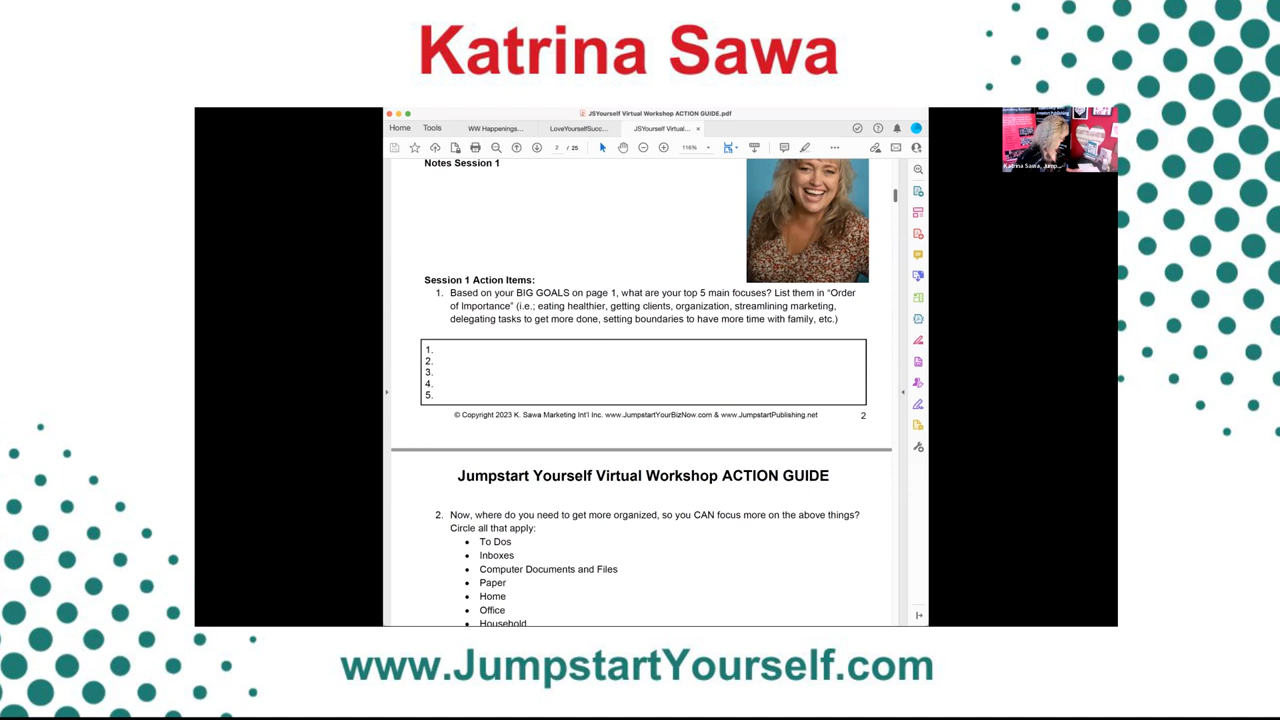 Katrina Sawa
JSYourself Virtual Workshop ACTION GUIDE.pdf
Home Tools WW Happenings... LoveYourselfSucc... JSYourself Virtual... ×
2 / 25 116%
Notes Session 1
Katrina Sawa, Jump...
Session 1 Action Items:
1. Based on your BIG GOALS on page 1, what are your top 5 main focuses? List them in “Order
of Importance” (i.e.; eating healthier, getting clients, organization, streamlining marketing,
delegating tasks to get more done, setting boundaries to have more time with family, etc.)
1.
2.
3.
4.
5.
© Copyright 2023 K. Sawa Marketing Int'l Inc. www.JumpstartYourBizNow.com & www.JumpstartPublishing.net 2
Jumpstart Yourself Virtual Workshop ACTION GUIDE
2. Now, where do you need to get more organized, so you CAN focus more on the above things?
Circle all that apply:
• To Dos
• Inboxes
• Computer Documents and Files
• Paper
• Home
• Office
• Household
www.JumpstartYourself.com